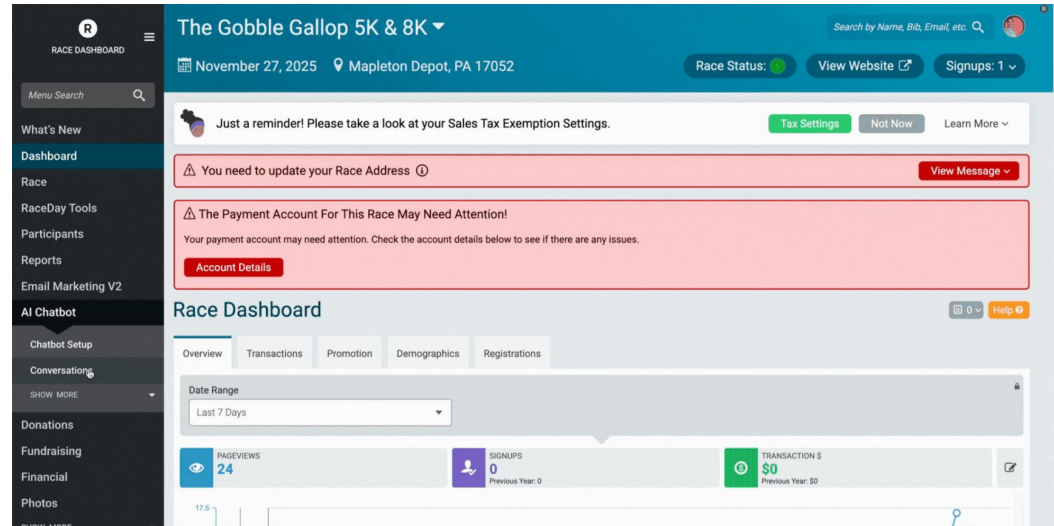 R
RACE DASHBOARD
Menu Search
What's New
Dashboard
Race
RaceDay Tools
Participants
Reports
Email Marketing V2
AI Chatbot
Chatbot Setup
Conversations
SHOW MORE
Donations
Fundraising
Financial
Photos
SHOW MORE
The Gobble Gallop 5K & 8K
Search by Name, Bib, Email, etc.
November 27, 2025 Mapleton Depot, PA 17052
Race Status:
View Website
Signups: 1
Just a reminder! Please take a look at your Sales Tax Exemption Settings.
Tax Settings
Not Now
Learn More
You need to update your Race Address
View Message
The Payment Account For This Race May Need Attention!
Your payment account may need attention. Check the account details below to see if there are any issues.
Account Details
Race Dashboard
0
Help
Overview
Transactions
Promotion
Demographics
Registrations
Date Range
Last 7 Days
PAGEVIEWS
24
SIGNUPS
0
Previous Year: 0
TRANSACTION $
$0
Previous Year: $0
17.5